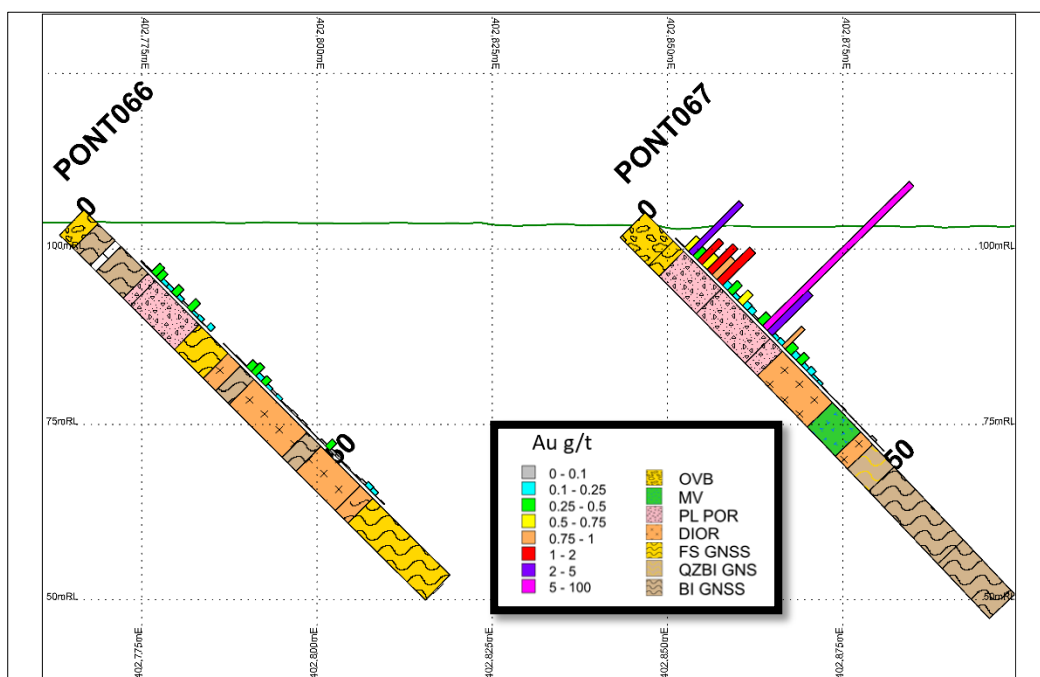 402,775mE
402,800mE
402,825mE
402,850mE
402,875mE
PONT066
PONT067
0
0
100mRL
100mRL
75mRL
75mRL
50
50
50mRL
50mRL
Au g/t
0 - 0.1
0.1 - 0.25
0.25 - 0.5
0.5 - 0.75
0.75 - 1
1 - 2
2 - 5
5 - 100
OVB
MV
PL POR
DIOR
FS GNSS
QZBI GNS
BI GNSS
402,775mE
402,800mE
402,825mE
402,850mE
402,875mE